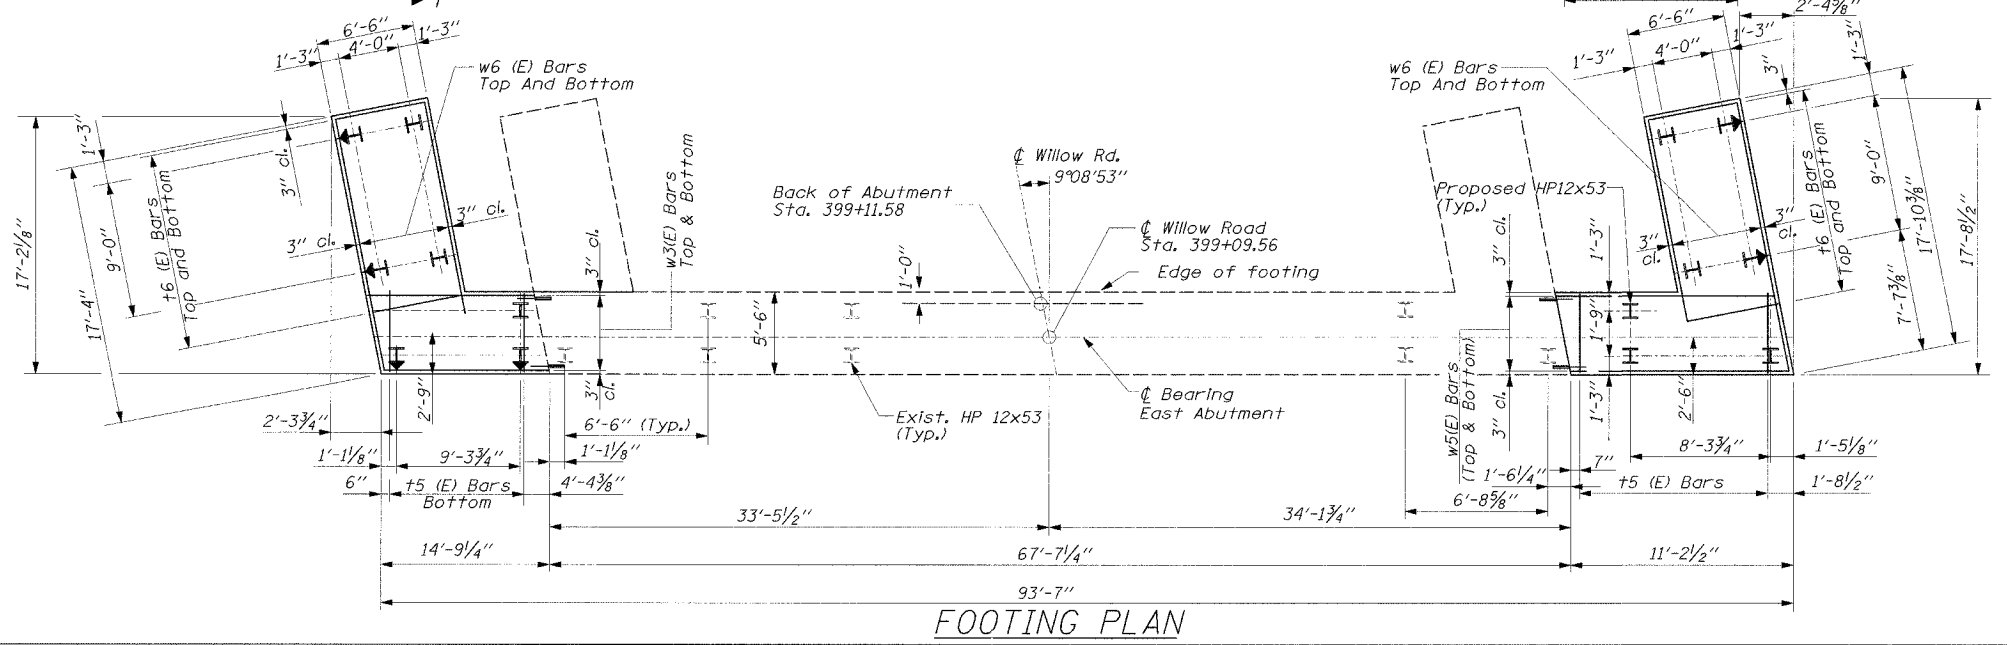 6'-6"
1'-3"
4'-0"
1'-3"
w6 (E) Bars
Top And Bottom
17'-2⅛"
1'-3"
9'-0"
17'-4"
t6 (E) Bars
Top and Bottom
3" cl.
3" cl.
3" cl.
w3(E) Bars
Top & Bottom
3" cl.
5'-6"
3"
cl.
2'-9"
2'-3¾"
1'-1⅛"
9'-3¾"
6"
t5 (E) Bars
Bottom
6'-6" (Typ.)
1'-1⅛"
4'-4⅜"
Back of Abutment
Sta. 399+11.58
1'-0"
℄ Willow Rd.
9°08'53"
℄ Willow Road
Sta. 399+09.56
Edge of footing
℄ Bearing
East Abutment
Exist. HP 12x53
(Typ.)
33'-5½"
34'-1¾"
14'-9¼"
67'-7¼"
11'-2½"
93'-7"
2'-4⅝"
6'-6"
1'-3"
4'-0"
1'-3"
w6 (E) Bars
Top And Bottom
3"
1'-3"
Proposed HP12x53
(Typ.)
3"
cl.
3"
cl.
t6 (E) Bars
Top and Bottom
9'-0"
17'-10⅜"
7'-7⅜"
17'-8½"
3" cl.
1'-3"
1'-9"
1'-3"
2'-6"
3" cl.
w5(E) Bars
(Top & Bottom)
8'-3¾"
1'-5⅛"
1'-6¼"
7"
t5 (E) Bars
1'-8½"
6'-8⅝"
FOOTING PLAN